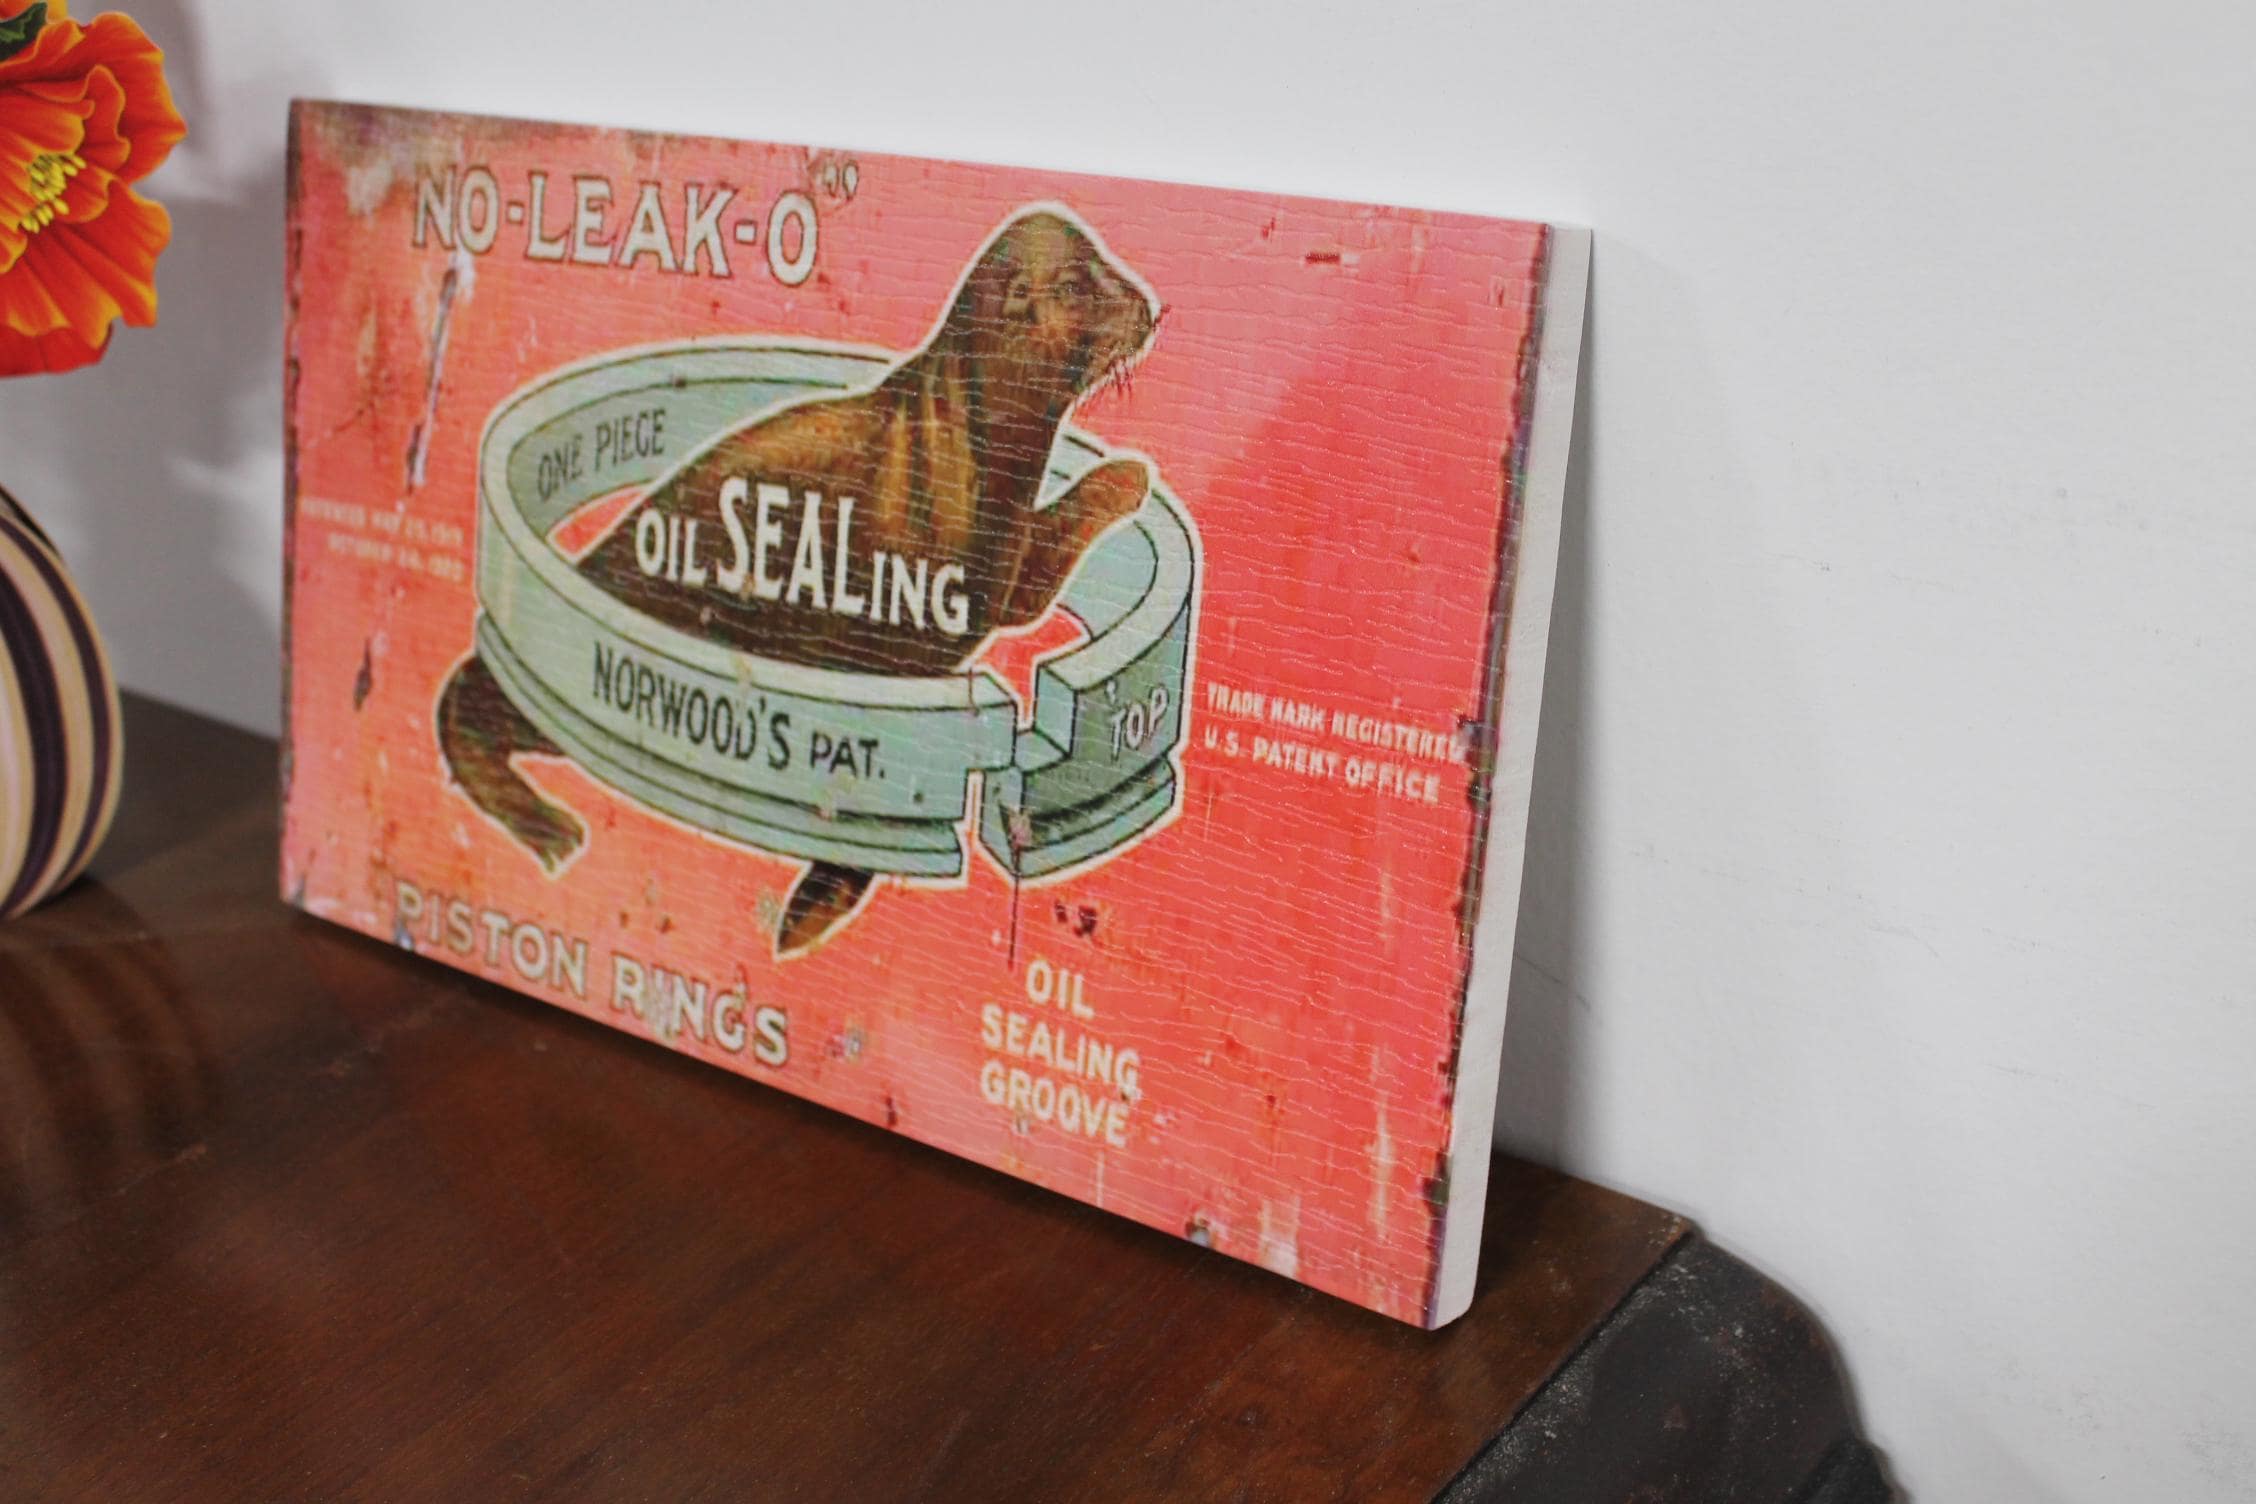 "NO-LEAK-O"
ONE PIECE
OIL SEALING
NORWOOD'S PAT.
TOP
TRADE MARK REGISTERED
U.S. PATENT OFFICE
PISTON RINGS
OIL
SEALING
GROOVE